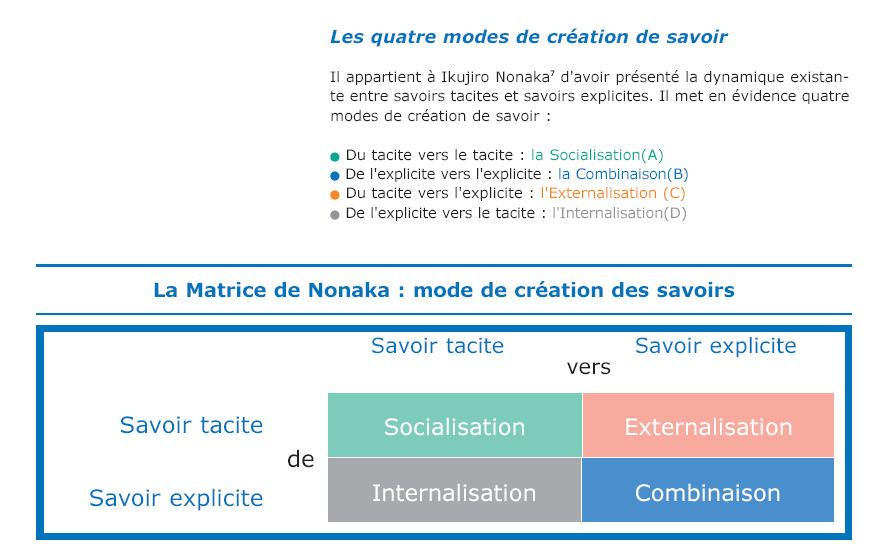 Les quatre modes de création de savoir
Il appartient à Ikujiro Nonaka⁷ d'avoir présenté la dynamique existan-
te entre savoirs tacites et savoirs explicites. Il met en évidence quatre
modes de création de savoir :
● Du tacite vers le tacite : la Socialisation(A)
● De l'explicite vers l'explicite : la Combinaison(B)
● Du tacite vers l'explicite : l'Externalisation (C)
● De l'explicite vers le tacite : l'Internalisation(D)
La Matrice de Nonaka : mode de création des savoirs
Savoir tacite
Savoir explicite
vers
Savoir tacite
Socialisation
Externalisation
de
Savoir explicite
Internalisation
Combinaison